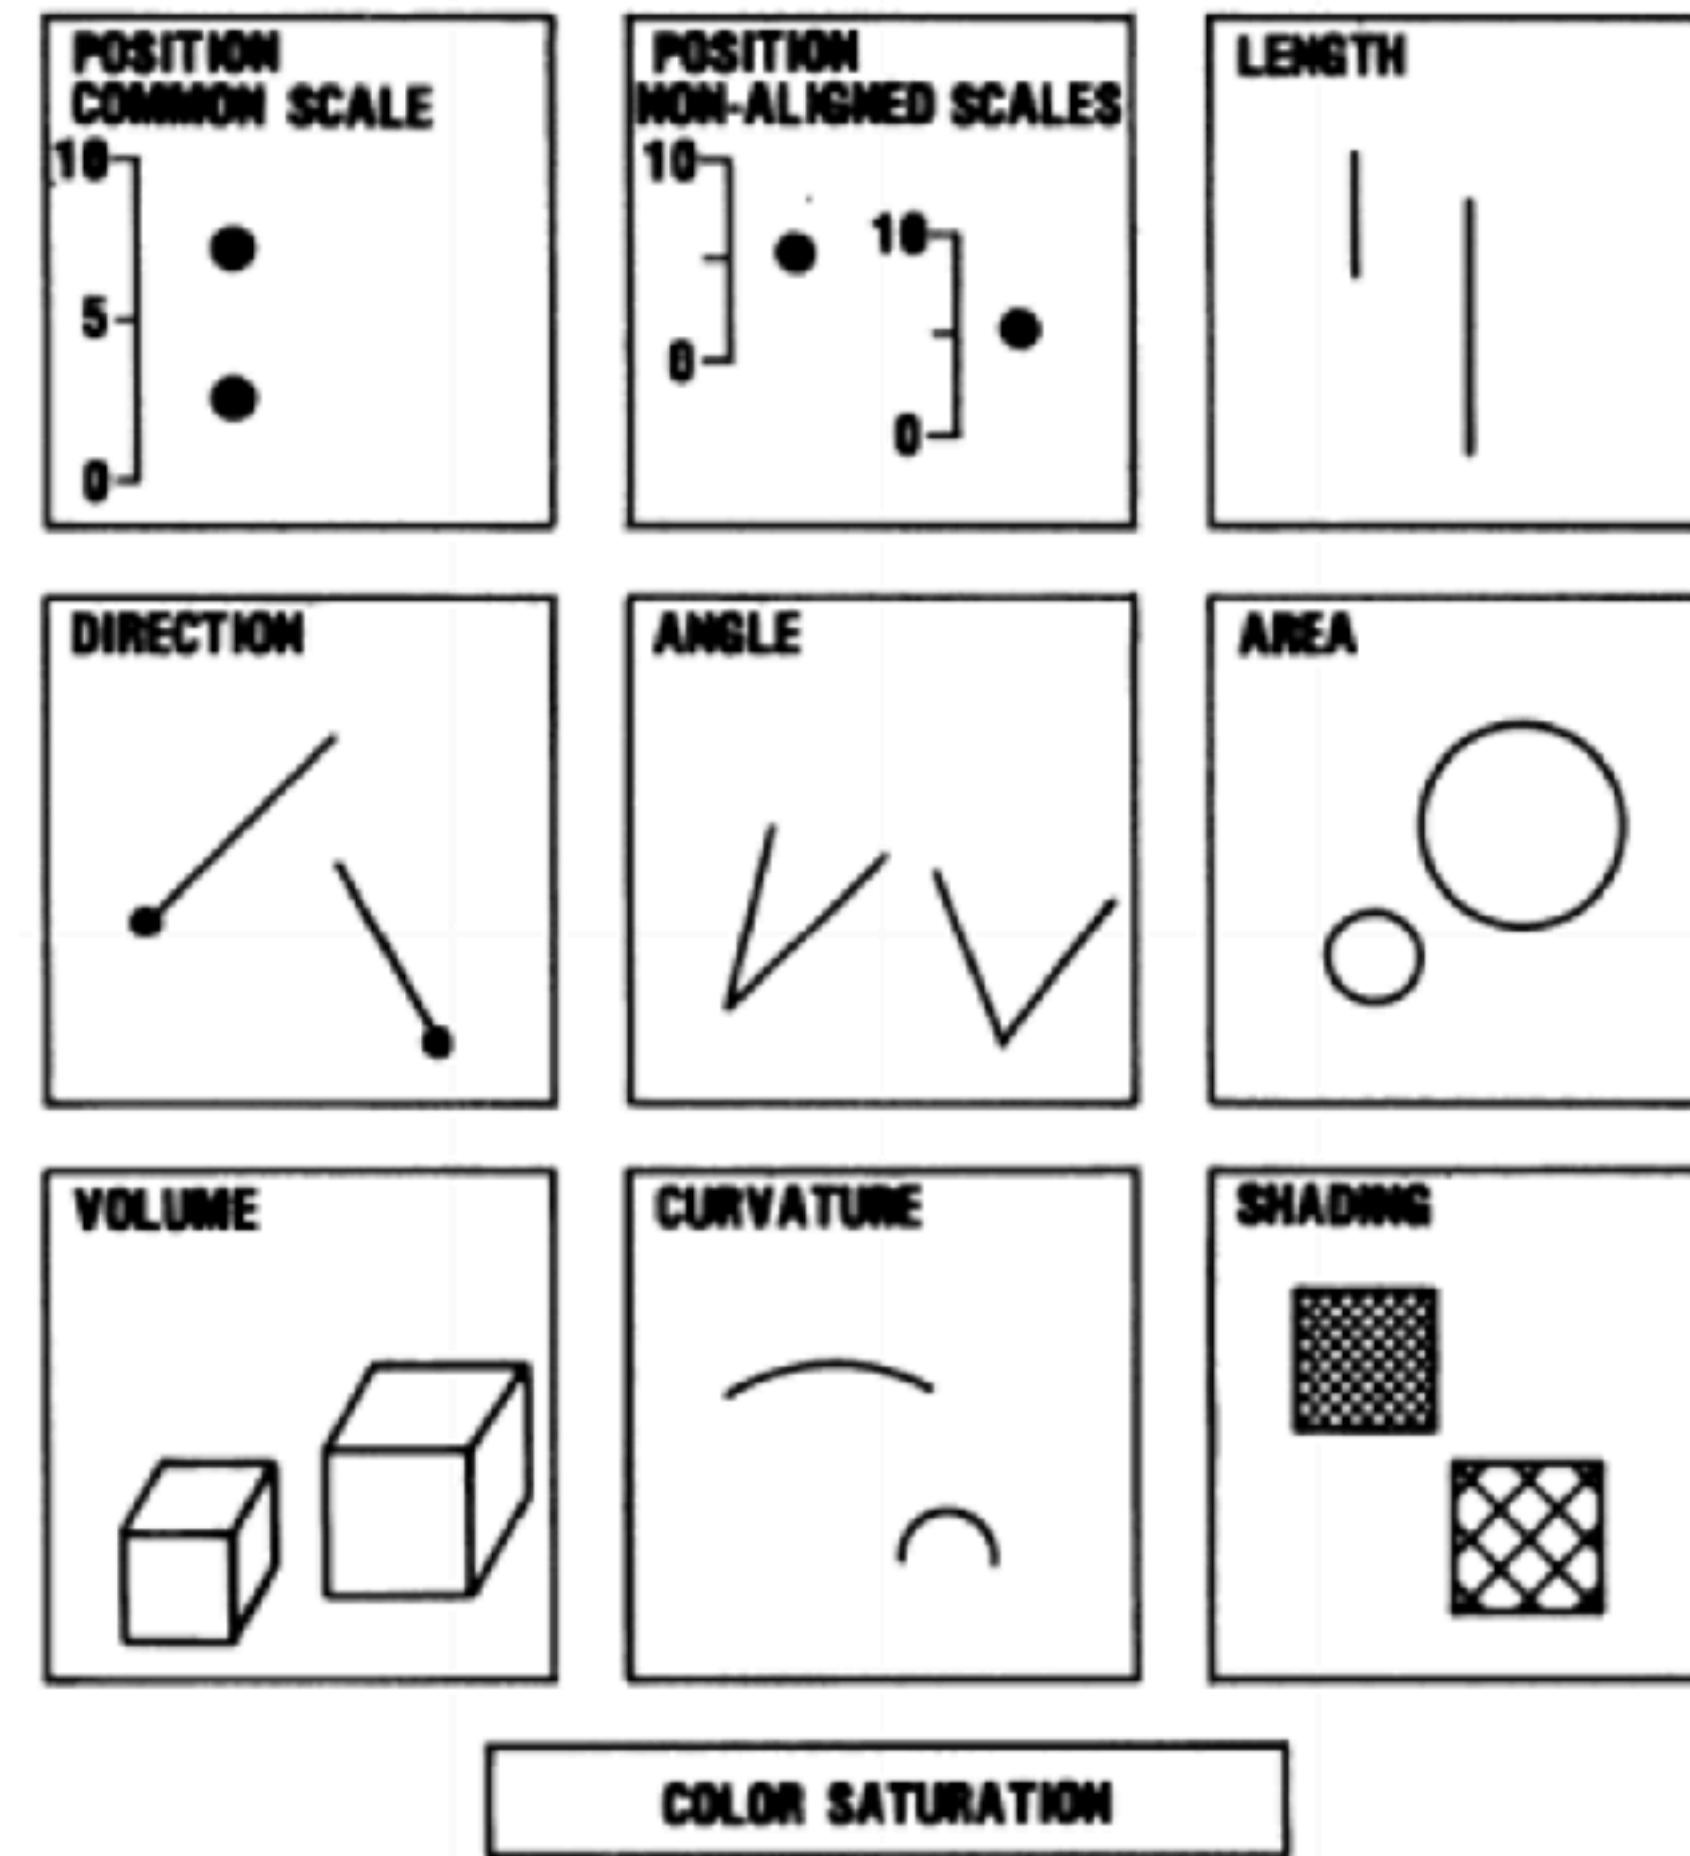 POSITION
COMMON SCALE
10
5
0
POSITION
NON-ALIGNED SCALES
10
0
10
0
LENGTH
DIRECTION
ANGLE
AREA
VOLUME
CURVATURE
SHADING
COLOR SATURATION